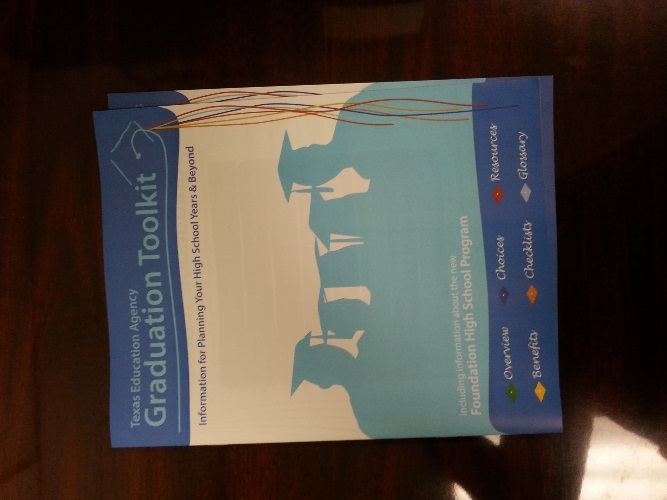 Texas Education Agency
Graduation Toolkit
Information for Planning Your High School Years & Beyond
including information about the new
Foundation High School Program
Overview
Choices
Resources
Benefits
Checklists
Glossary